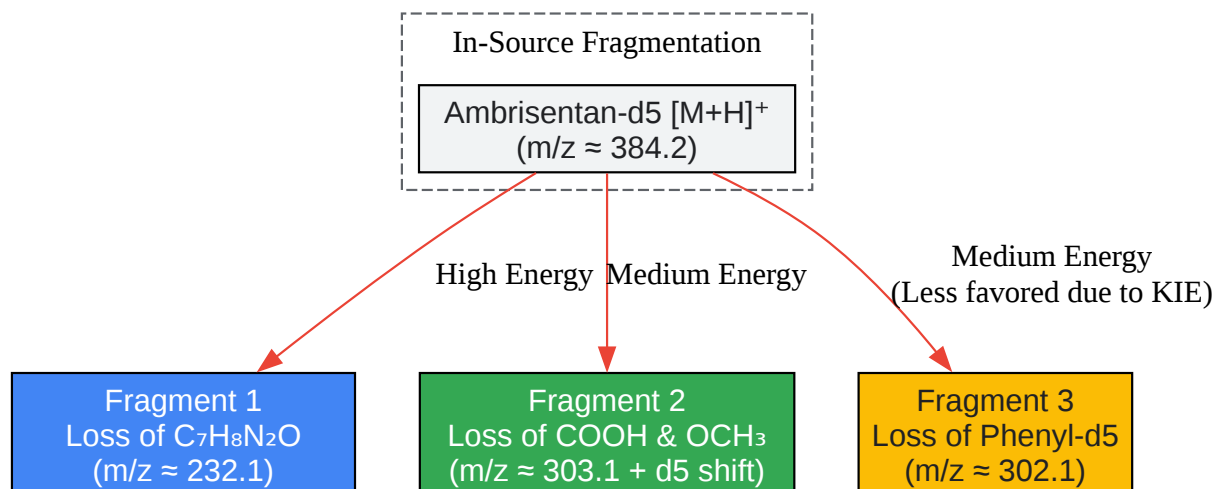 In-Source Fragmentation
Ambrisentan-d5 [M+H]⁺
(m/z ≈ 384.2)
High Energy
Medium Energy
Medium Energy
(Less favored due to KIE)
Fragment 1
Loss of C₇H₈N₂O
(m/z ≈ 232.1)
Fragment 2
Loss of COOH & OCH₃
(m/z ≈ 303.1 + d5 shift)
Fragment 3
Loss of Phenyl-d5
(m/z ≈ 302.1)